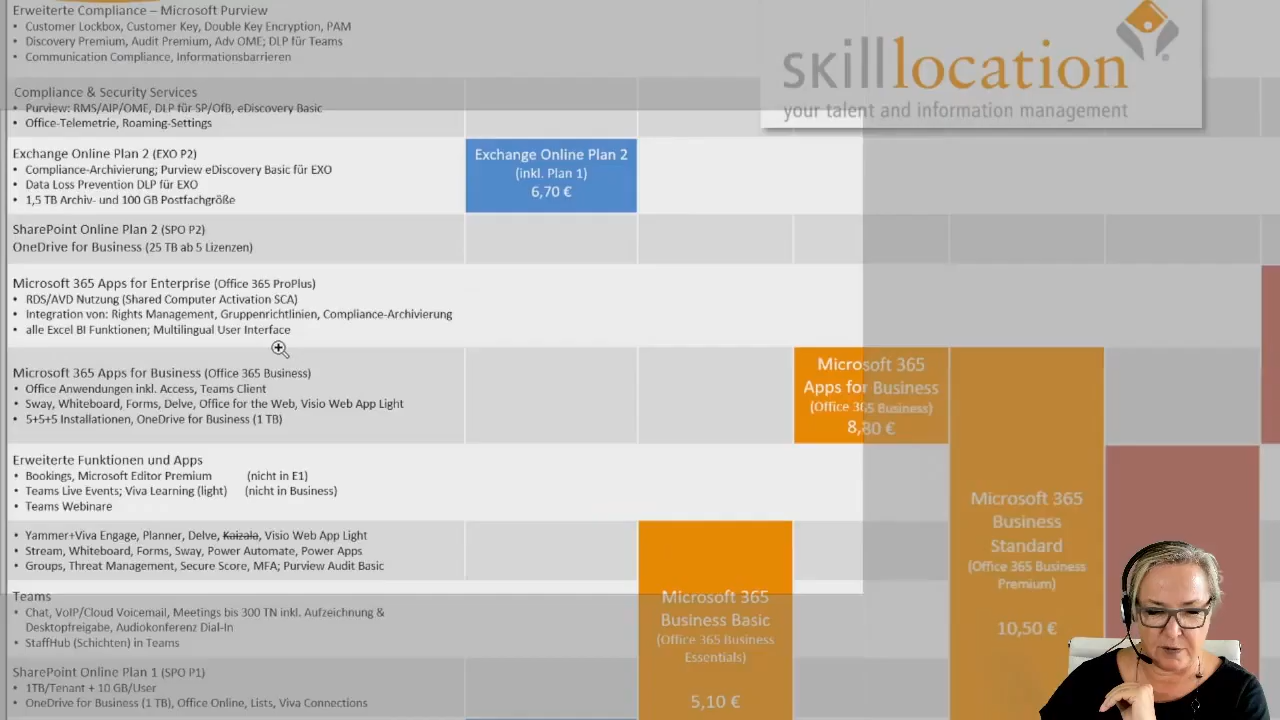 Erweiterte Compliance – Microsoft Purview
• Customer Lockbox, Customer Key, Double Key Encryption, PAM
• Discovery Premium, Audit Premium, Adv OME; DLP für Teams
• Communication Compliance, Informationsbarrieren
skilllocation
your talent and information management
Compliance & Security Services
• Purview: RMS/AIP/OME, DLP für SP/OfB, eDiscovery Basic
• Office-Telemetrie, Roaming-Settings
Exchange Online Plan 2 (EXO P2)
• Compliance-Archivierung; Purview eDiscovery Basic für EXO
• Data Loss Prevention DLP für EXO
• 1,5 TB Archiv- und 100 GB Postfachgröße
Exchange Online Plan 2
(inkl. Plan 1)
6,70 €
SharePoint Online Plan 2 (SPO P2)
OneDrive for Business (25 TB ab 5 Lizenzen)
Microsoft 365 Apps for Enterprise (Office 365 ProPlus)
• RDS/AVD Nutzung (Shared Computer Activation SCA)
• Integration von: Rights Management, Gruppenrichtlinien, Compliance-Archivierung
• alle Excel BI Funktionen; Multilingual User Interface
Microsoft 365 Apps for Business (Office 365 Business)
• Office Anwendungen inkl. Access, Teams Client
• Sway, Whiteboard, Forms, Delve, Office for the Web, Visio Web App Light
• 5+5+5 Installationen, OneDrive for Business (1 TB)
Microsoft 365
Apps for Business
(Office 365 Business)
8,80 €
Erweiterte Funktionen und Apps
• Bookings, Microsoft Editor Premium (nicht in E1)
• Teams Live Events; Viva Learning (light) (nicht in Business)
• Teams Webinare
• Yammer+Viva Engage, Planner, Delve, Kaizala, Visio Web App Light
• Stream, Whiteboard, Forms, Sway, Power Automate, Power Apps
• Groups, Threat Management, Secure Score, MFA; Purview Audit Basic
Microsoft 365
Business
Standard
(Office 365 Business
Premium)
10,50 €
Teams
• Chat, VoIP/Cloud Voicemail, Meetings bis 300 TN inkl. Aufzeichnung &
Desktopfreigabe, Audiokonferenz Dial-In
• StaffHub (Schichten) in Teams
Microsoft 365
Business Basic
(Office 365 Business
Essentials)
5,10 €
SharePoint Online Plan 1 (SPO P1)
• 1TB/Tenant + 10 GB/User
• OneDrive for Business (1 TB), Office Online, Lists, Viva Connections